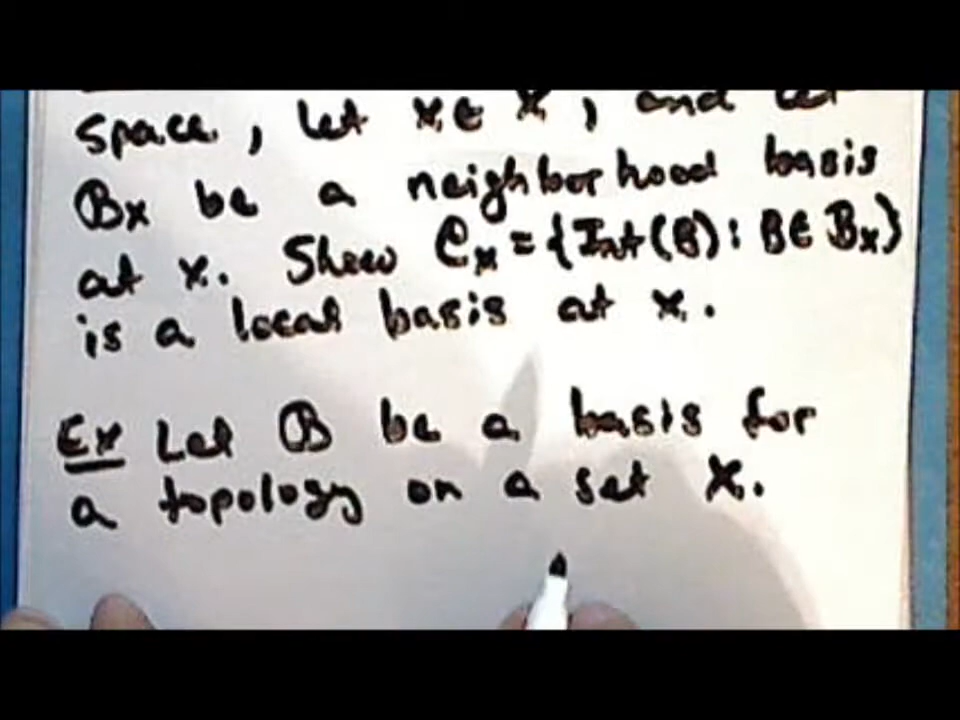 space, let x ∈ X, and let
Bx be a neighborhood basis
at x. Show Cx = {Int(B) : B ∈ Bx}
is a local basis at x.
Ex Let B be a basis for
a topology on a set X.